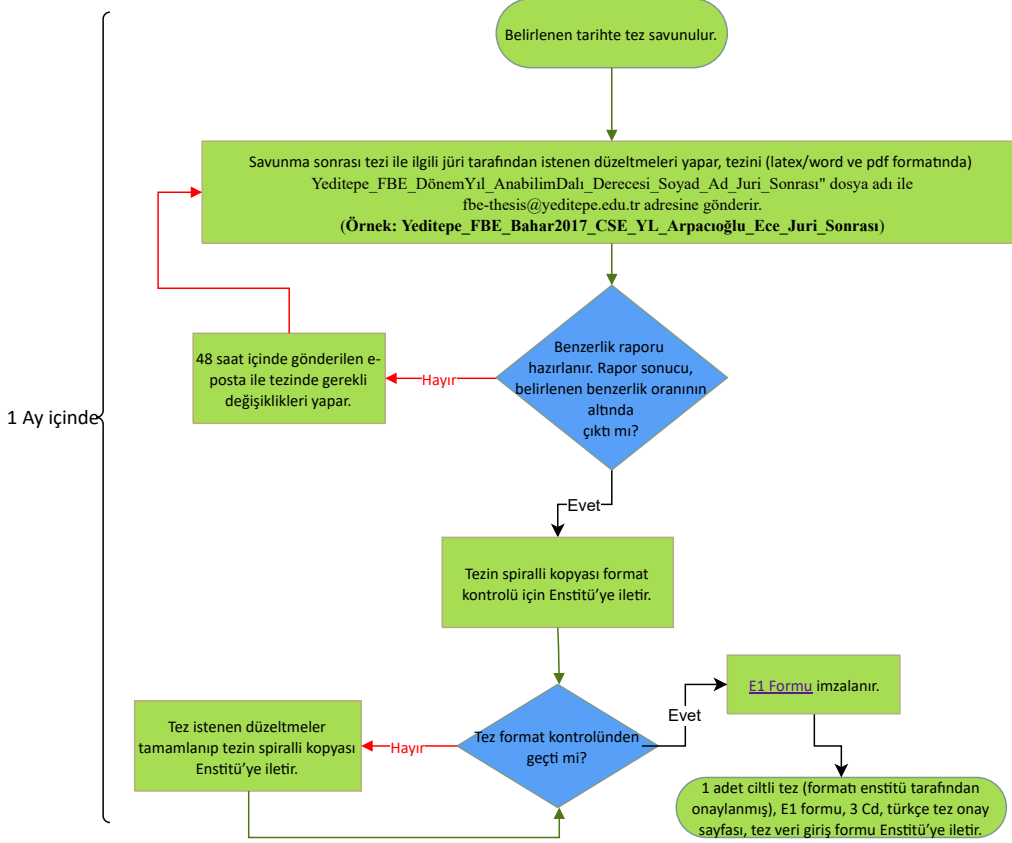 Belirlenen tarihte tez savunulur.
Savunma sonrası tezi ile ilgili jüri tarafından istenen düzeltmeleri yapar, tezini (latex/word ve pdf formatında)
Yeditepe_FBE_DönemYıl_AnabilimDalı_Derecesi_Soyad_Ad_Juri_Sonrası" dosya adı ile
fbe-thesis@yeditepe.edu.tr adresine gönderir.
(Örnek: Yeditepe_FBE_Bahar2017_CSE_YL_Arpacıoğlu_Ece_Juri_Sonrası)
Benzerlik raporu
hazırlanır. Rapor sonucu,
belirlenen benzerlik oranının
altında
çıktı mı?
Hayır
48 saat içinde gönderilen e-
posta ile tezinde gerekli
değişiklikleri yapar.
1 Ay içinde
Evet
Tezin spiralli kopyası format
kontrolü için Enstitü’ye iletir.
Tez format kontrolünden
geçti mi?
Hayır
Tez istenen düzeltmeler
tamamlanıp tezin spiralli kopyası
Enstitü’ye iletir.
Evet
E1 Formu imzalanır.
1 adet ciltli tez (formatı enstitü tarafından
onaylanmış), E1 formu, 3 Cd, türkçe tez onay
sayfası, tez veri giriş formu Enstitü’ye iletir.